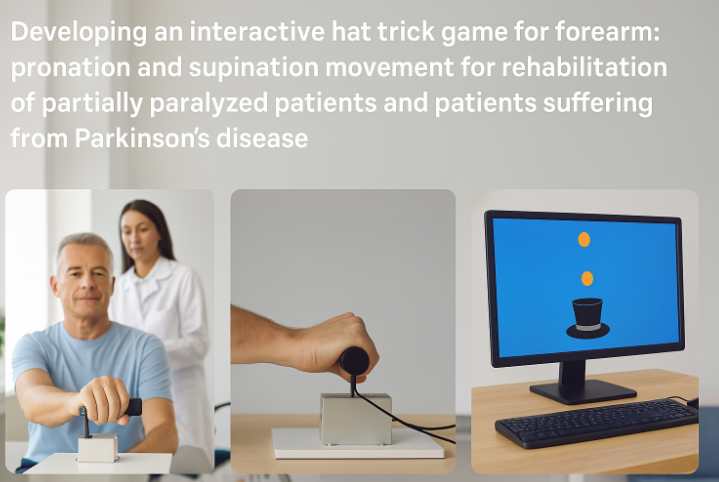 Developing an interactive hat trick game for forearm:
pronation and supination movement for rehabilitation
of partially paralyzed patients and patients suffering
from Parkinson's disease